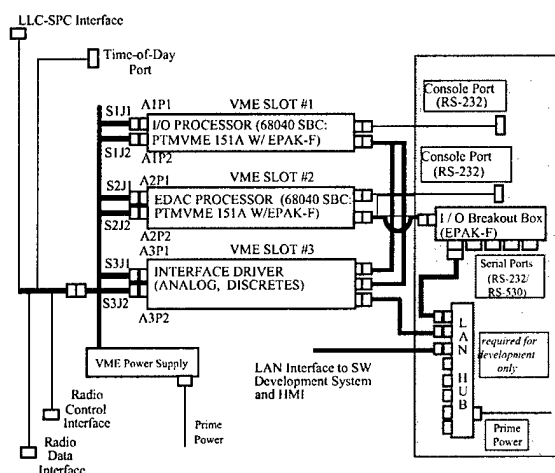 LLC-SPC Interface
Time-of-Day
Port
Console Port
(RS-232)
S1J1
A1P1
VME SLOT #1
I/O PROCESSOR (68040 SBC:
PTMVME 151A W/ EPAK-F)
S1J2
A1P2
Console Port
(RS-232)
S2J1
A2P1
VME SLOT #2
EDAC PROCESSOR (68040 SBC:
PTMVME 151A W/EPAK-F)
S2J2
A2P2
I / O Breakout Box
(EPAK-F)
S3J1
A3P1
VME SLOT #3
INTERFACE DRIVER
(ANALOG, DISCRETES)
S3J2
A3P2
Serial Ports
(RS-232/
RS-530)
LAN HUB
required for
development
only
VME Power Supply
LAN Interface to SW
Development System
and HMI
Radio
Control
Interface
Prime
Power
Prime
Power
Radio
Data
Interface